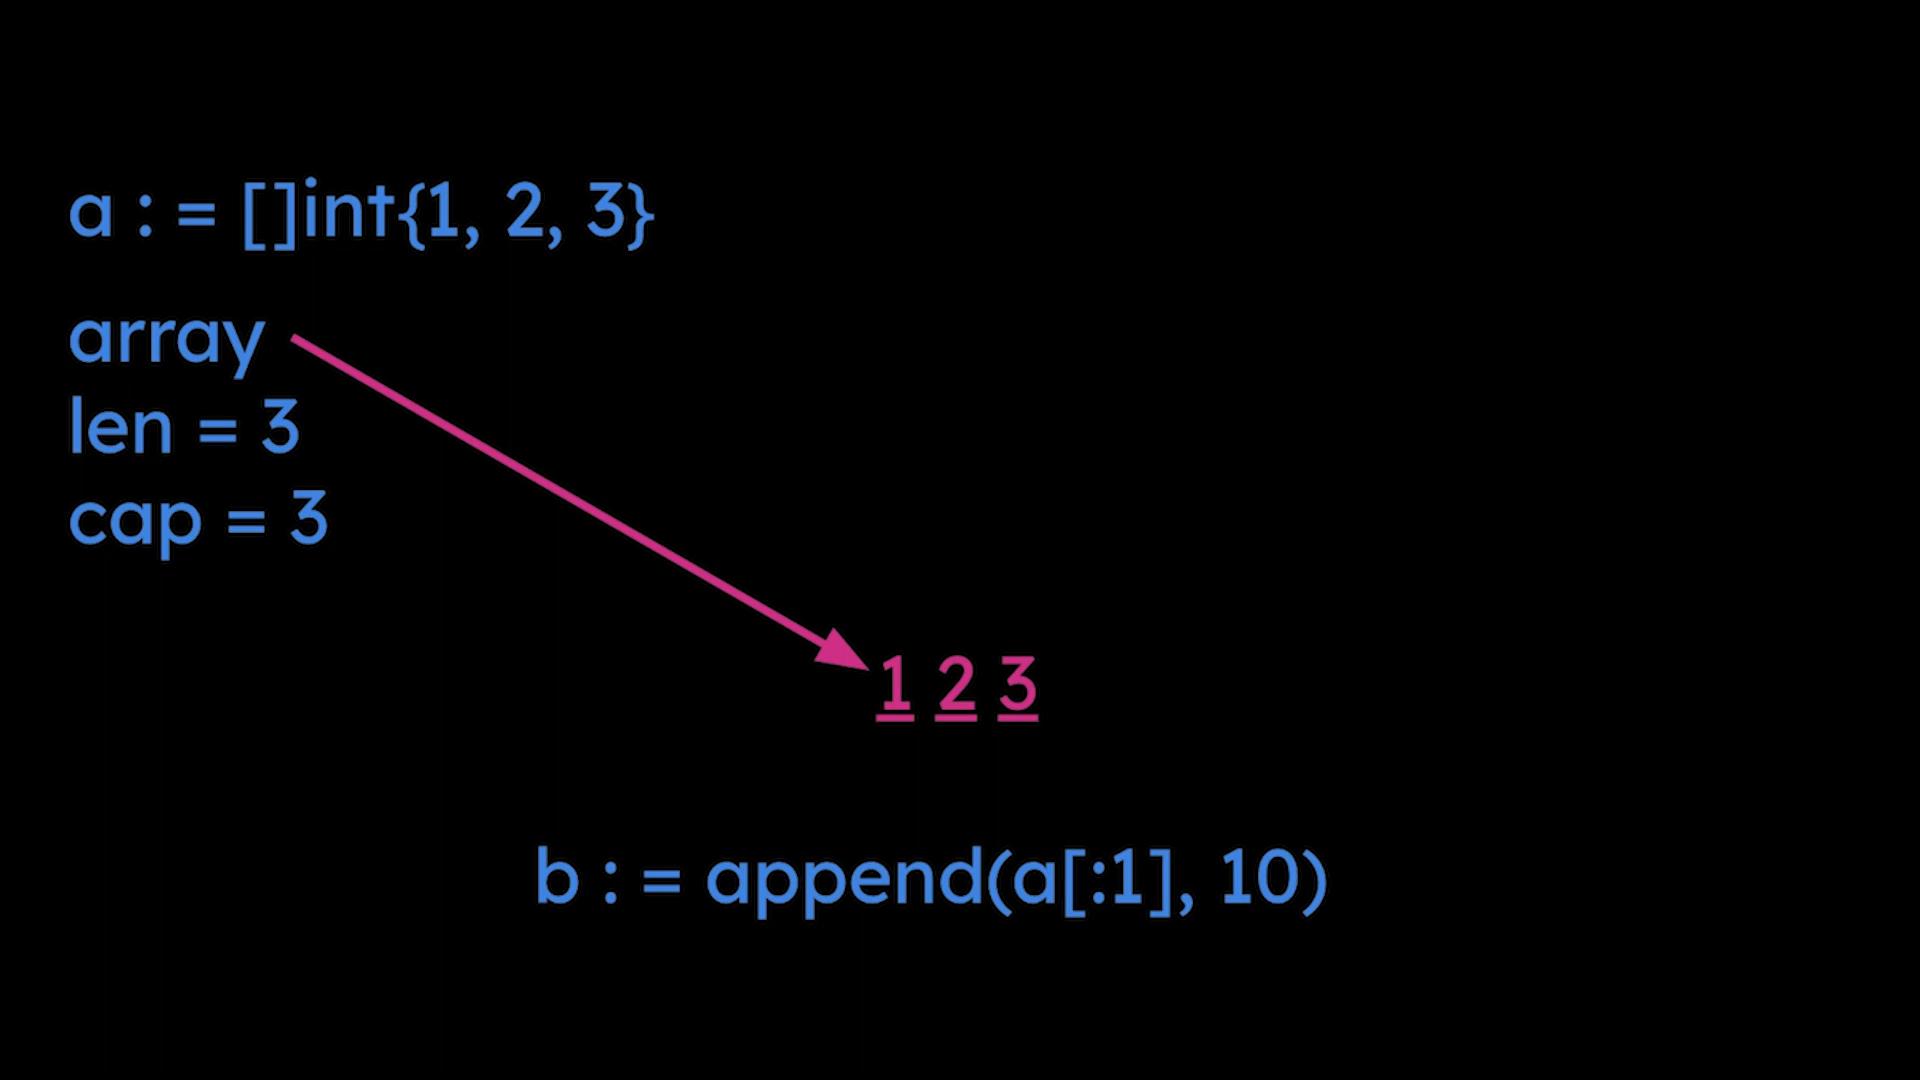 a : = []int{1, 2, 3}
array
len = 3
cap = 3
1 2 3
b : = append(a[:1], 10)